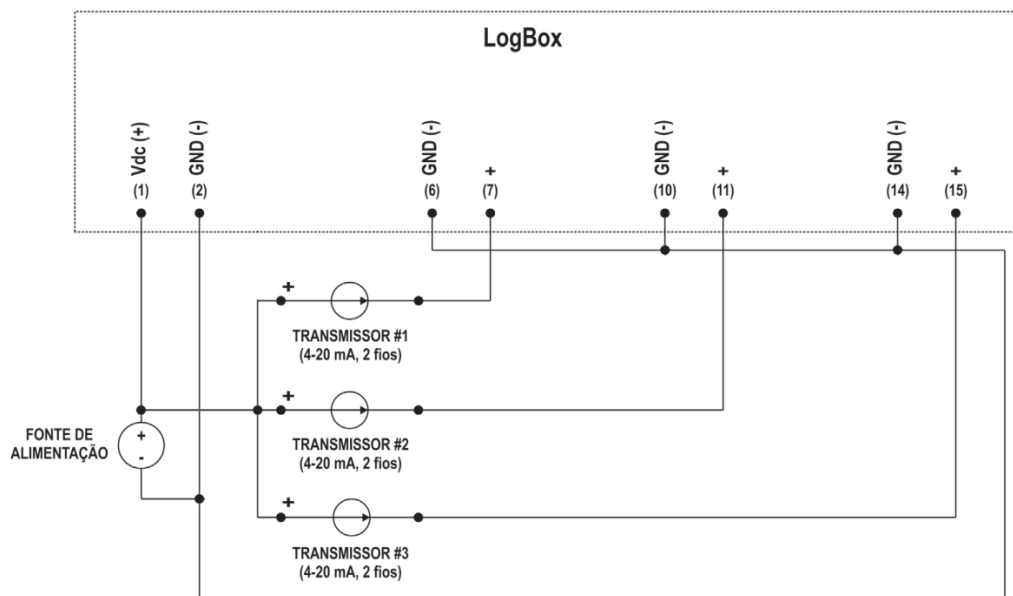 LogBox
Vdc (+)
(1)
GND (-)
(2)
GND (-)
(6)
+
(7)
GND (-)
(10)
+
(11)
GND (-)
(14)
+
(15)
+
TRANSMISSOR #1
(4-20 mA, 2 fios)
+
TRANSMISSOR #2
(4-20 mA, 2 fios)
FONTE DE
ALIMENTAÇÃO
+
-
+
TRANSMISSOR #3
(4-20 mA, 2 fios)